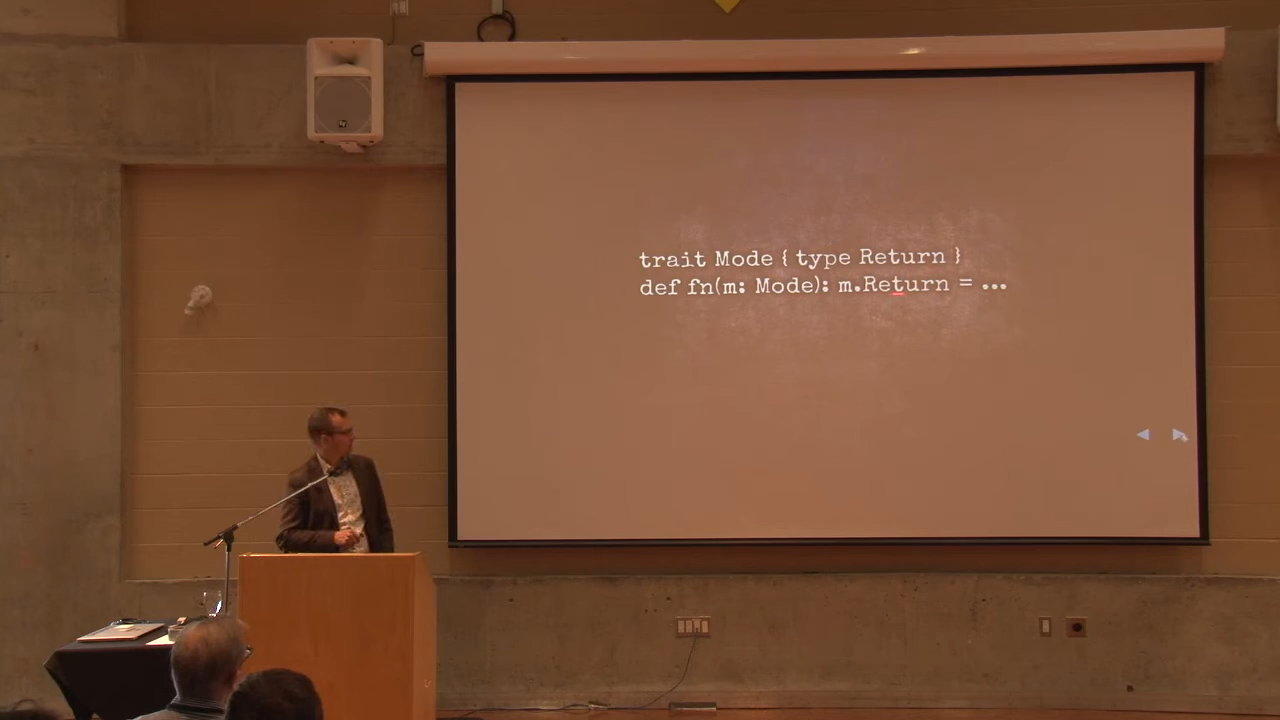 trait Mode { type Return }
def fn(m: Mode): m.Return = ...